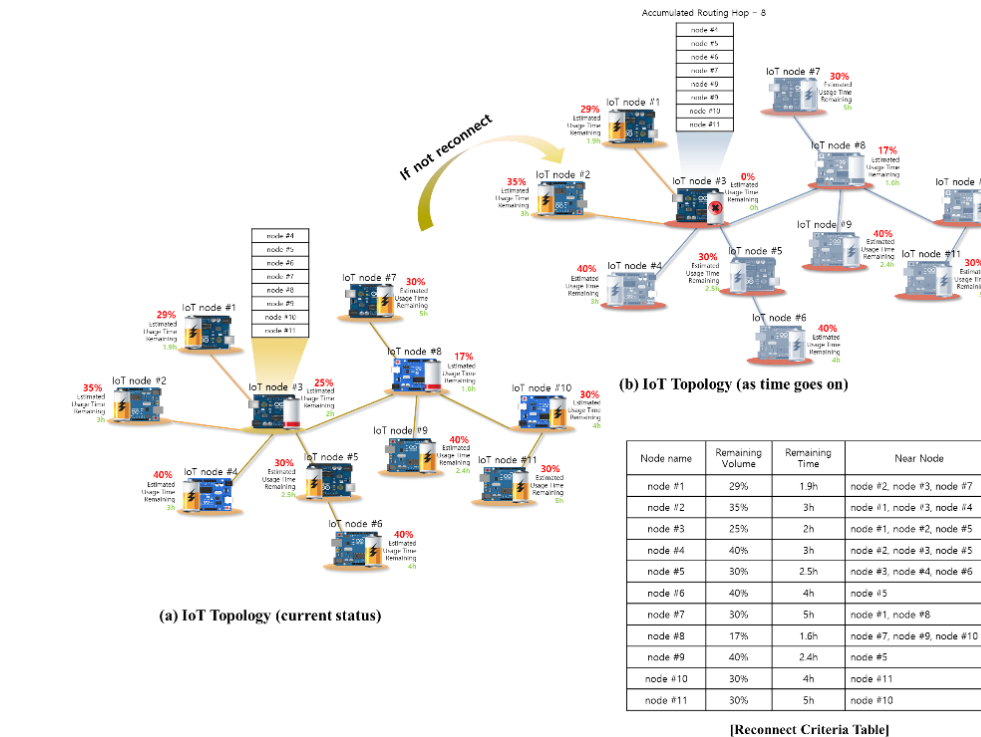 Accumulated Routing Hop - 8
node #4
node #5
node #6
node #7
node #8
node #9
node #10
node #11
IoT node #7
30%
Estimated
Usage Time
Remaining
5h
IoT node #1
29%
Estimated
Usage Time
Remaining
1.9h
IoT node #8
17%
Estimated
Usage Time
Remaining
1.6h
If not reconnect
IoT node #2
35%
Estimated
Usage Time
Remaining
3h
IoT node #3
0%
Estimated
Usage Time
Remaining
0h
IoT node
IoT node #9
40%
Estimated
Usage Time
Remaining
2.4h
IoT node #4
40%
Estimated
Usage Time
Remaining
3h
IoT node #5
30%
Estimated
Usage Time
Remaining
2.5h
IoT node #11
30%
Estimated
Usage Time
Remaining
IoT node #6
40%
Estimated
Usage Time
Remaining
4h
(b) IoT Topology (as time goes on)
node #4
node #5
node #6
node #7
node #8
node #9
node #10
node #11
IoT node #7
30%
Estimated
Usage Time
Remaining
5h
IoT node #1
29%
Estimated
Usage Time
Remaining
1.9h
IoT node #8
17%
Estimated
Usage Time
Remaining
1.6h
IoT node #2
35%
Estimated
Usage Time
Remaining
3h
IoT node #3
25%
Estimated
Usage Time
Remaining
2h
IoT node #10
30%
Estimated
Usage Time
Remaining
4h
IoT node #9
40%
Estimated
Usage Time
Remaining
2.4h
IoT node #4
40%
Estimated
Usage Time
Remaining
3h
IoT node #5
30%
Estimated
Usage Time
Remaining
2.5h
IoT node #11
30%
Estimated
Usage Time
Remaining
5h
IoT node #6
40%
Estimated
Usage Time
Remaining
4h
(a) IoT Topology (current status)
Node name Remaining Volume Remaining Time Near Node
node #1 29% 1.9h node #2, node #3, node #7
node #2 35% 3h node #1, node #3, node #4
node #3 25% 2h node #1, node #2, node #5
node #4 40% 3h node #2, node #3, node #5
node #5 30% 2.5h node #3, node #4, node #6
node #6 40% 4h node #5
node #7 30% 5h node #1, node #8
node #8 17% 1.6h node #7, node #9, node #10
node #9 40% 2.4h node #5
node #10 30% 4h node #11
node #11 30% 5h node #10
[Reconnect Criteria Table]